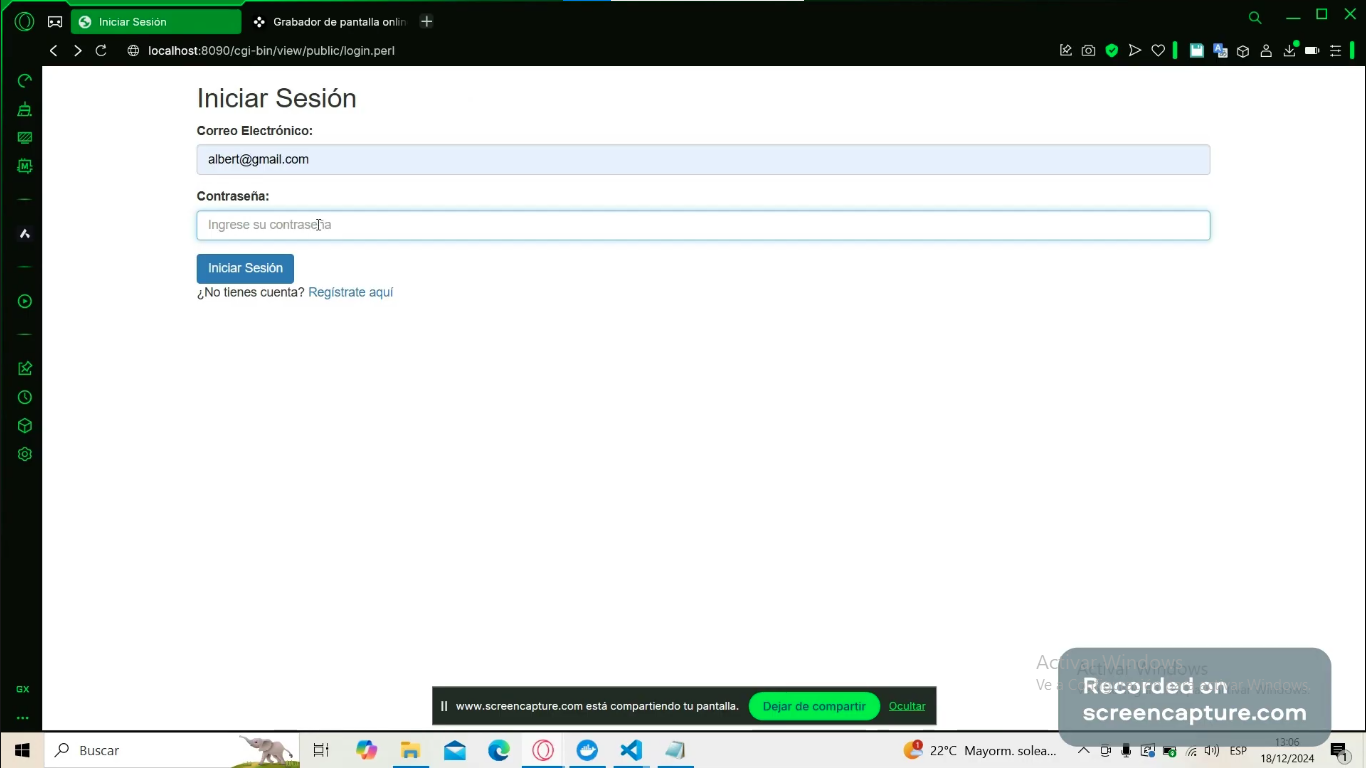 Iniciar Sesión
Grabador de pantalla onlin
localhost:8090/cgi-bin/view/public/login.perl
Iniciar Sesión
Correo Electrónico:
albert@gmail.com
Contraseña:
Ingrese su contraseña
Iniciar Sesión
¿No tienes cuenta? Regístrate aquí
GX
Activar Windows
Recorded on
screencapture.com
www.screencapture.com está compartiendo tu pantalla.
Dejar de compartir
Ocultar
Buscar
22°C Mayorm. solea...
ESP
13:06
18/12/2024